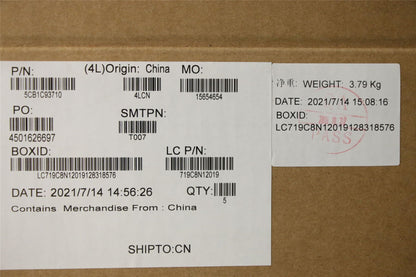 P/N:
(4L)Origin: China
MO:
5CB1C93710
4LCN
15654654
PO:
SMTPN:
4501626697
T007
BOXID:
LC P/N:
LC719C8N12019128318576
719C8N12019
DATE: 2021/7/14 14:56:26
QTY:
5
Contains Merchandise From : China
SHIPTO:CN
净重: WEIGHT: 3.79 Kg
DATE: 2021/7/14 15:08:16
BOXID:
LC719C8N12019128318576
PASS